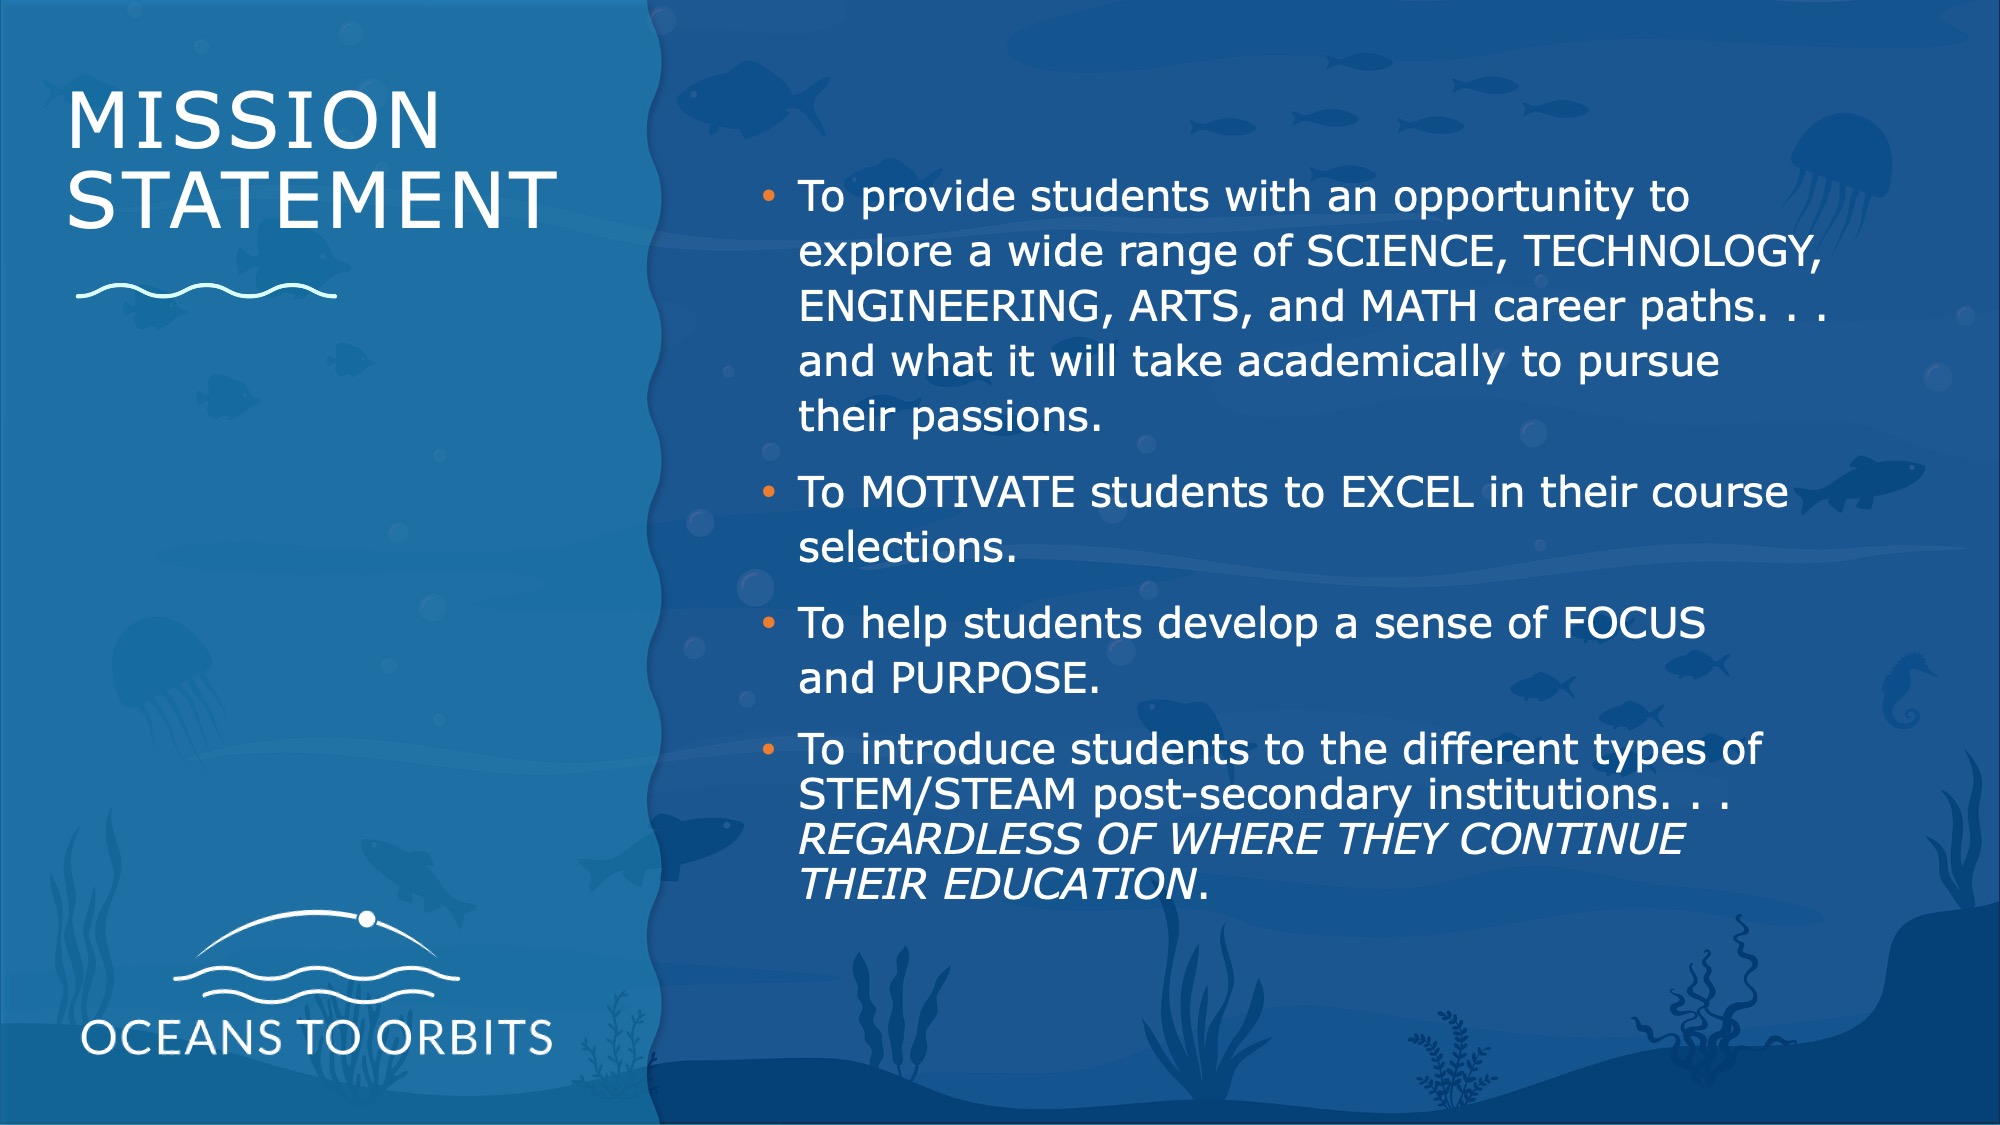 MISSION
STATEMENT
• To provide students with an opportunity to
explore a wide range of SCIENCE, TECHNOLOGY,
ENGINEERING, ARTS, and MATH career paths. . .
and what it will take academically to pursue
their passions.
• To MOTIVATE students to EXCEL in their course
selections.
• To help students develop a sense of FOCUS
and PURPOSE.
• To introduce students to the different types of
STEM/STEAM post-secondary institutions. . .
REGARDLESS OF WHERE THEY CONTINUE
THEIR EDUCATION.
OCEANS TO ORBITS